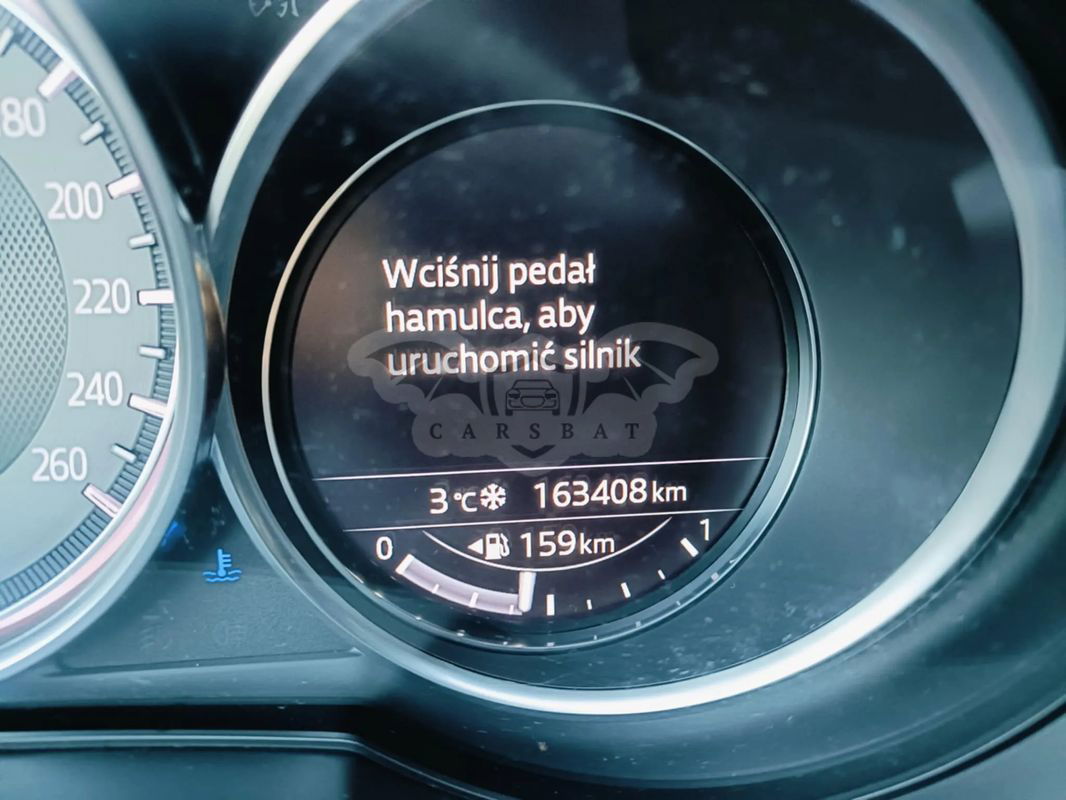 180
200
220
240
260
Wciśnij pedał
hamulca, aby
uruchomić silnik
CARSBAT
3 °C 163408 km
159 km
0 1